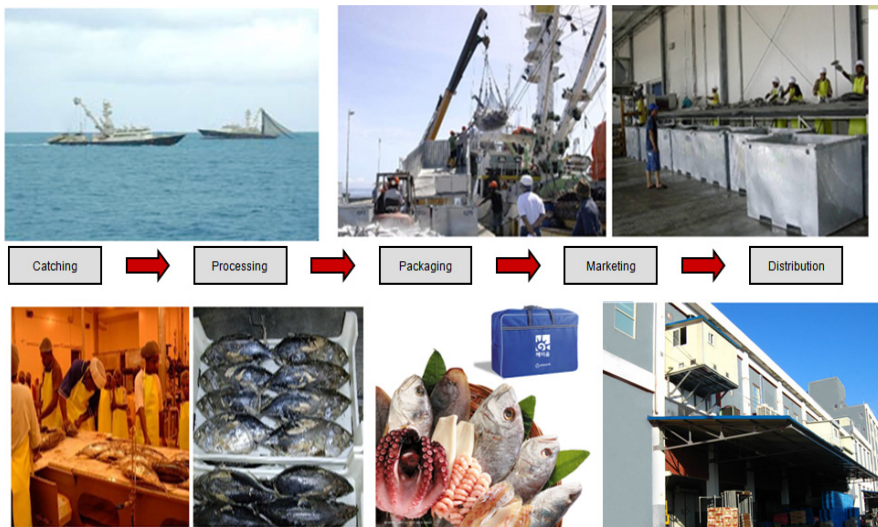 Catching
Processing
Packaging
Marketing
Distribution